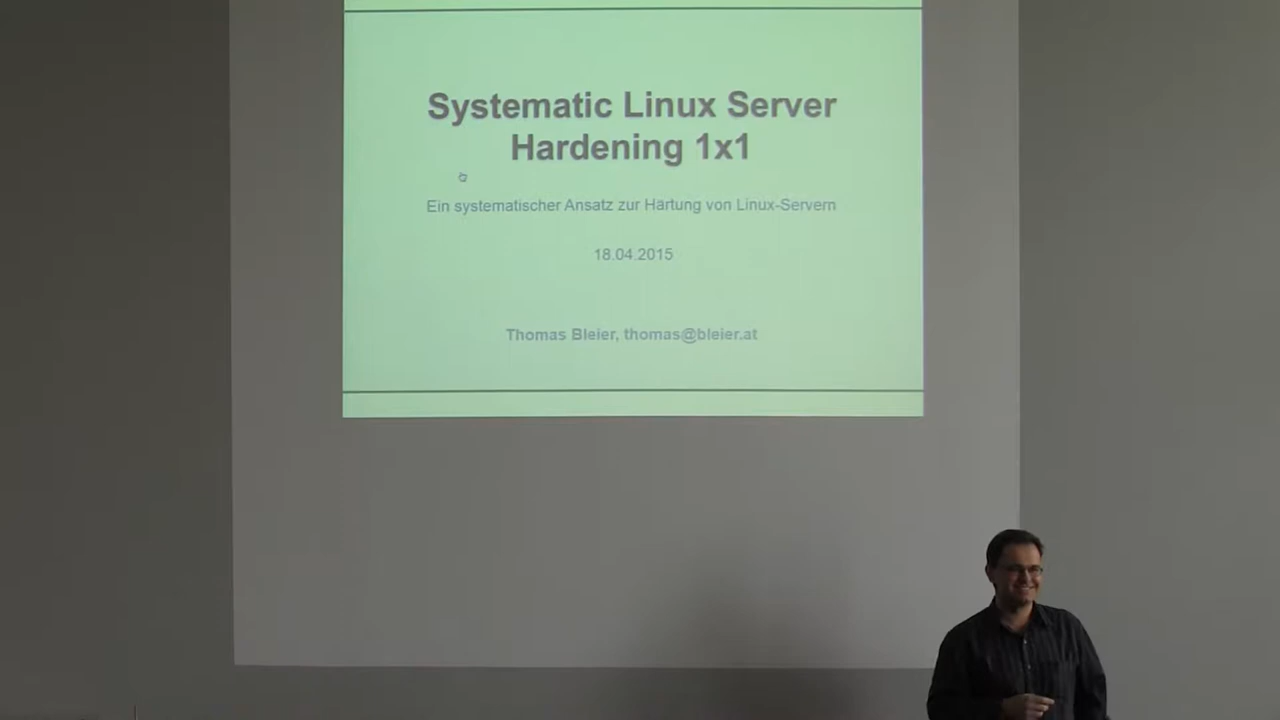 Systematic Linux Server
Hardening 1x1
Ein systematischer Ansatz zur Härtung von Linux-Servern
18.04.2015
Thomas Bleier, thomas@bleier.at